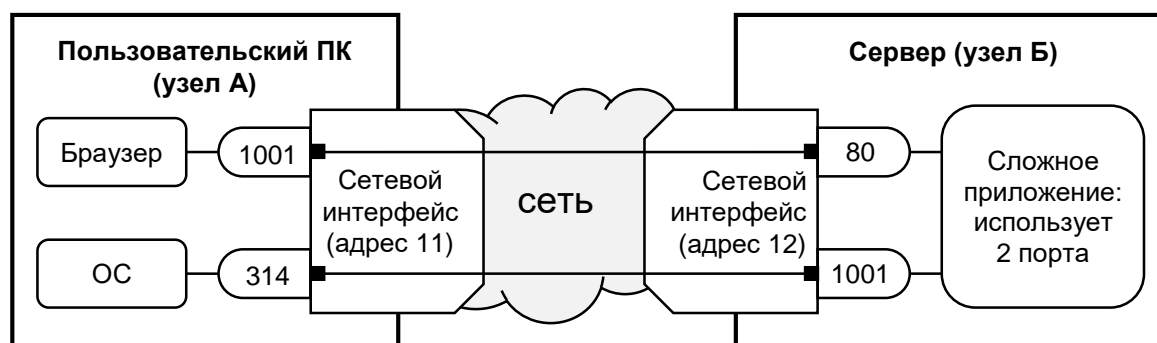 Пользовательский ПК
(узел А)
Сервер (узел Б)
Браузер
1001
80
Сетевой
интерфейс
(адрес 11)
сеть
Сетевой
интерфейс
(адрес 12)
Сложное
приложение:
использует
2 порта
ОС
314
1001